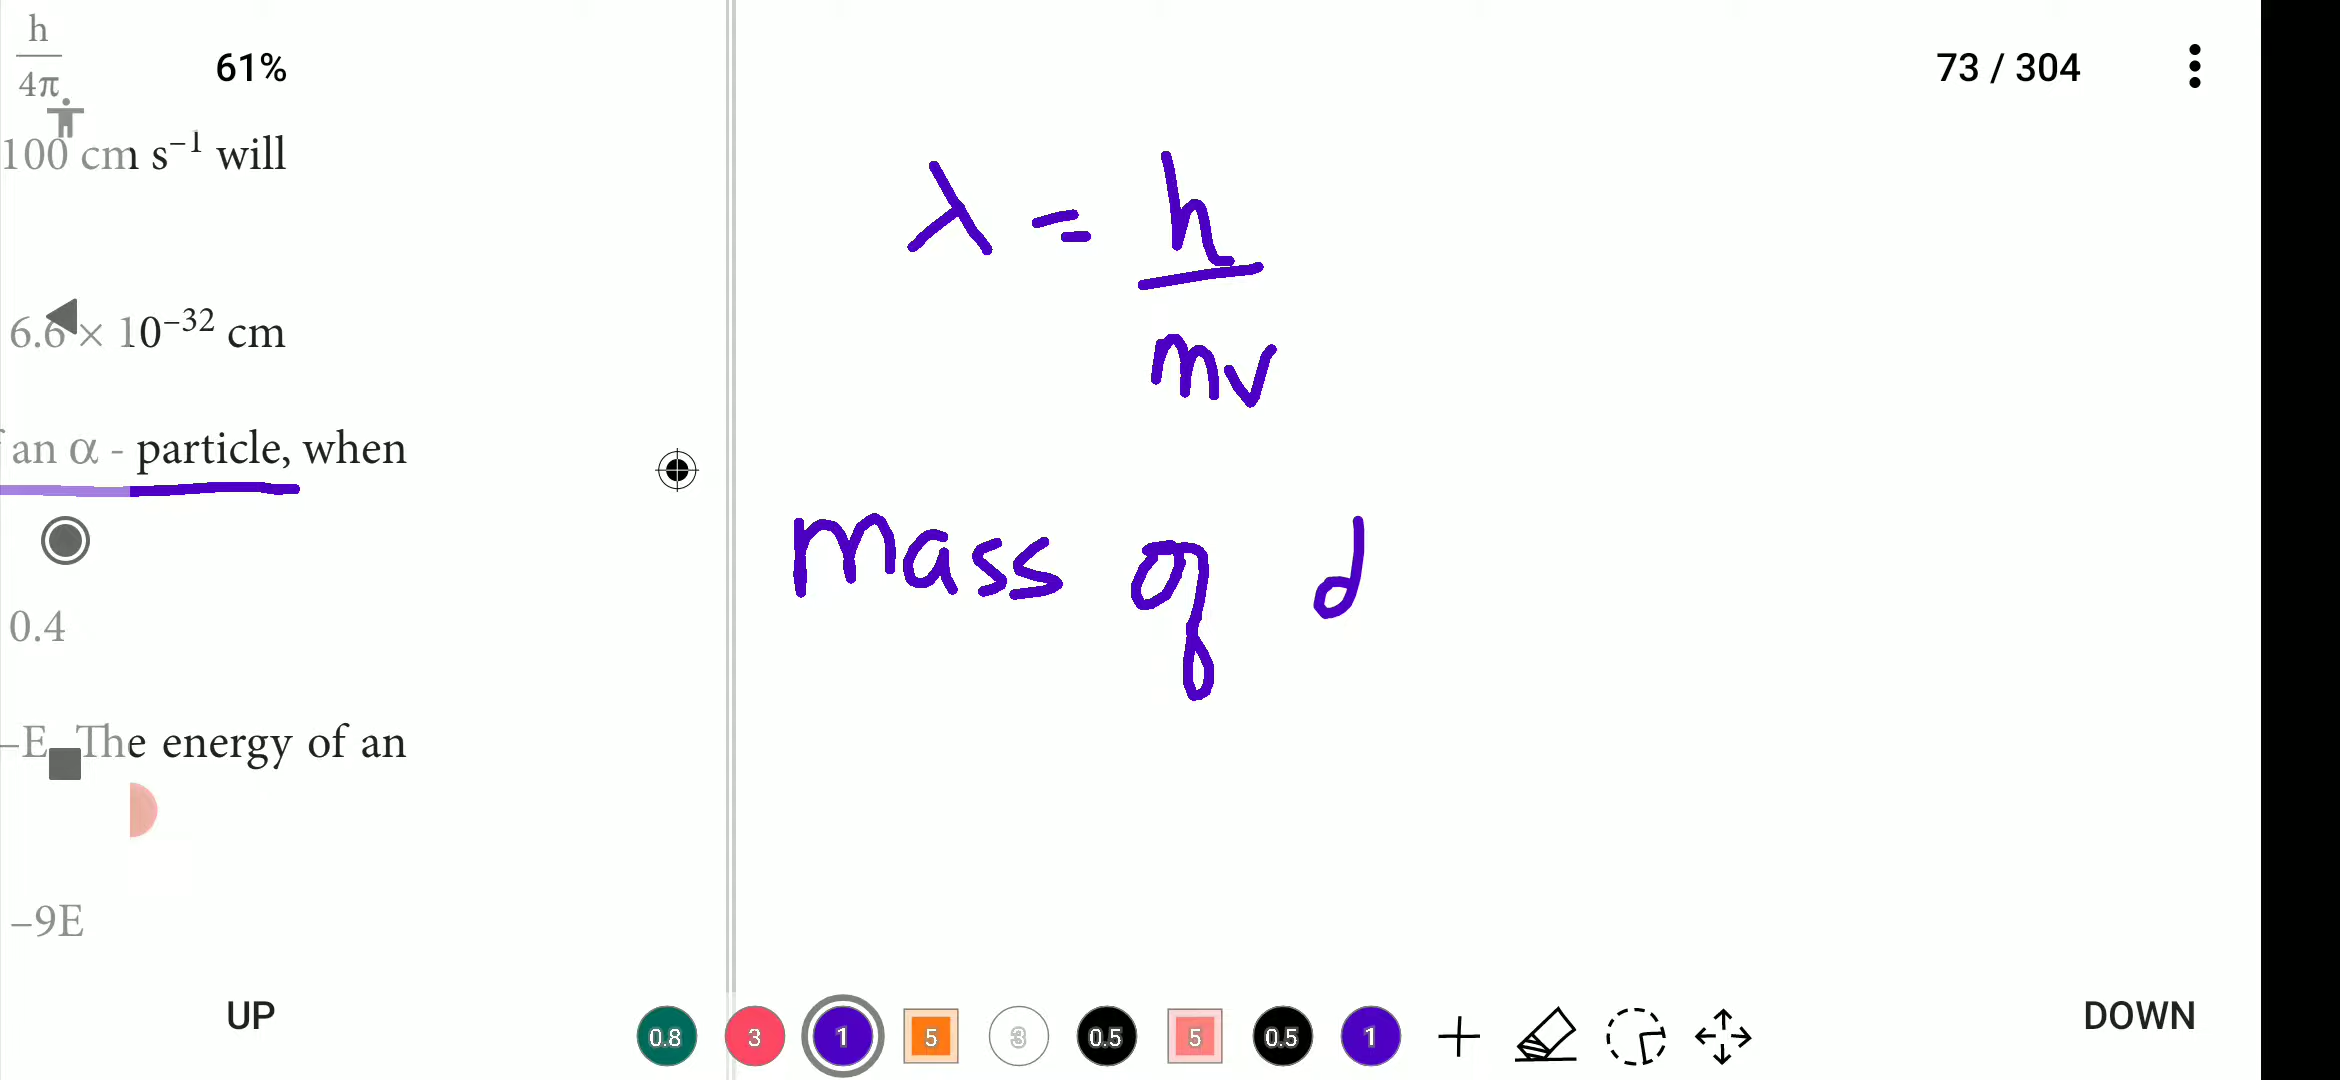 h
4π
61%
73 / 304
100 cm s⁻¹ will
6.6 × 10⁻³² cm
an α - particle, when
0.4
–E The energy of an
–9E
λ = h
mv
mass of d
UP
0.8 3 1 5 3 0.5 5 0.5 1
DOWN